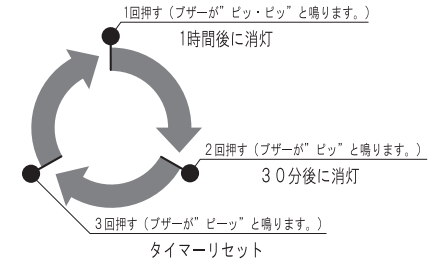 1回押す（ブザーが”ピッ・ピッ”と鳴ります。）
1時間後に消灯
2回押す（ブザーが”ピッ”と鳴ります。）
30分後に消灯
3回押す（ブザーが”ピーッ”と鳴ります。）
タイマーリセット